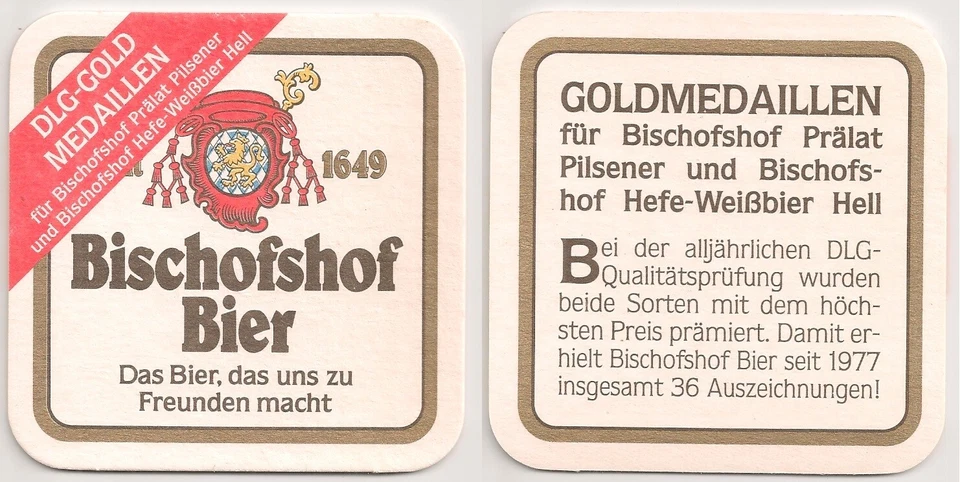 DLG-GOLD
MEDAILLEN
für Bischofshof Prälat Pilsener
und Bischofshof Hefe-Weißbier Hell
1649
Bischofshof
Bier
Das Bier, das uns zu
Freunden macht
GOLDMEDAILLEN
für Bischofshof Prälat
Pilsener und Bischofs-
hof Hefe-Weißbier Hell
Bei der alljährlichen DLG-
Qualitätsprüfung wurden
beide Sorten mit dem höch-
sten Preis prämiert. Damit er-
hielt Bischofshof Bier seit 1977
insgesamt 36 Auszeichnungen!